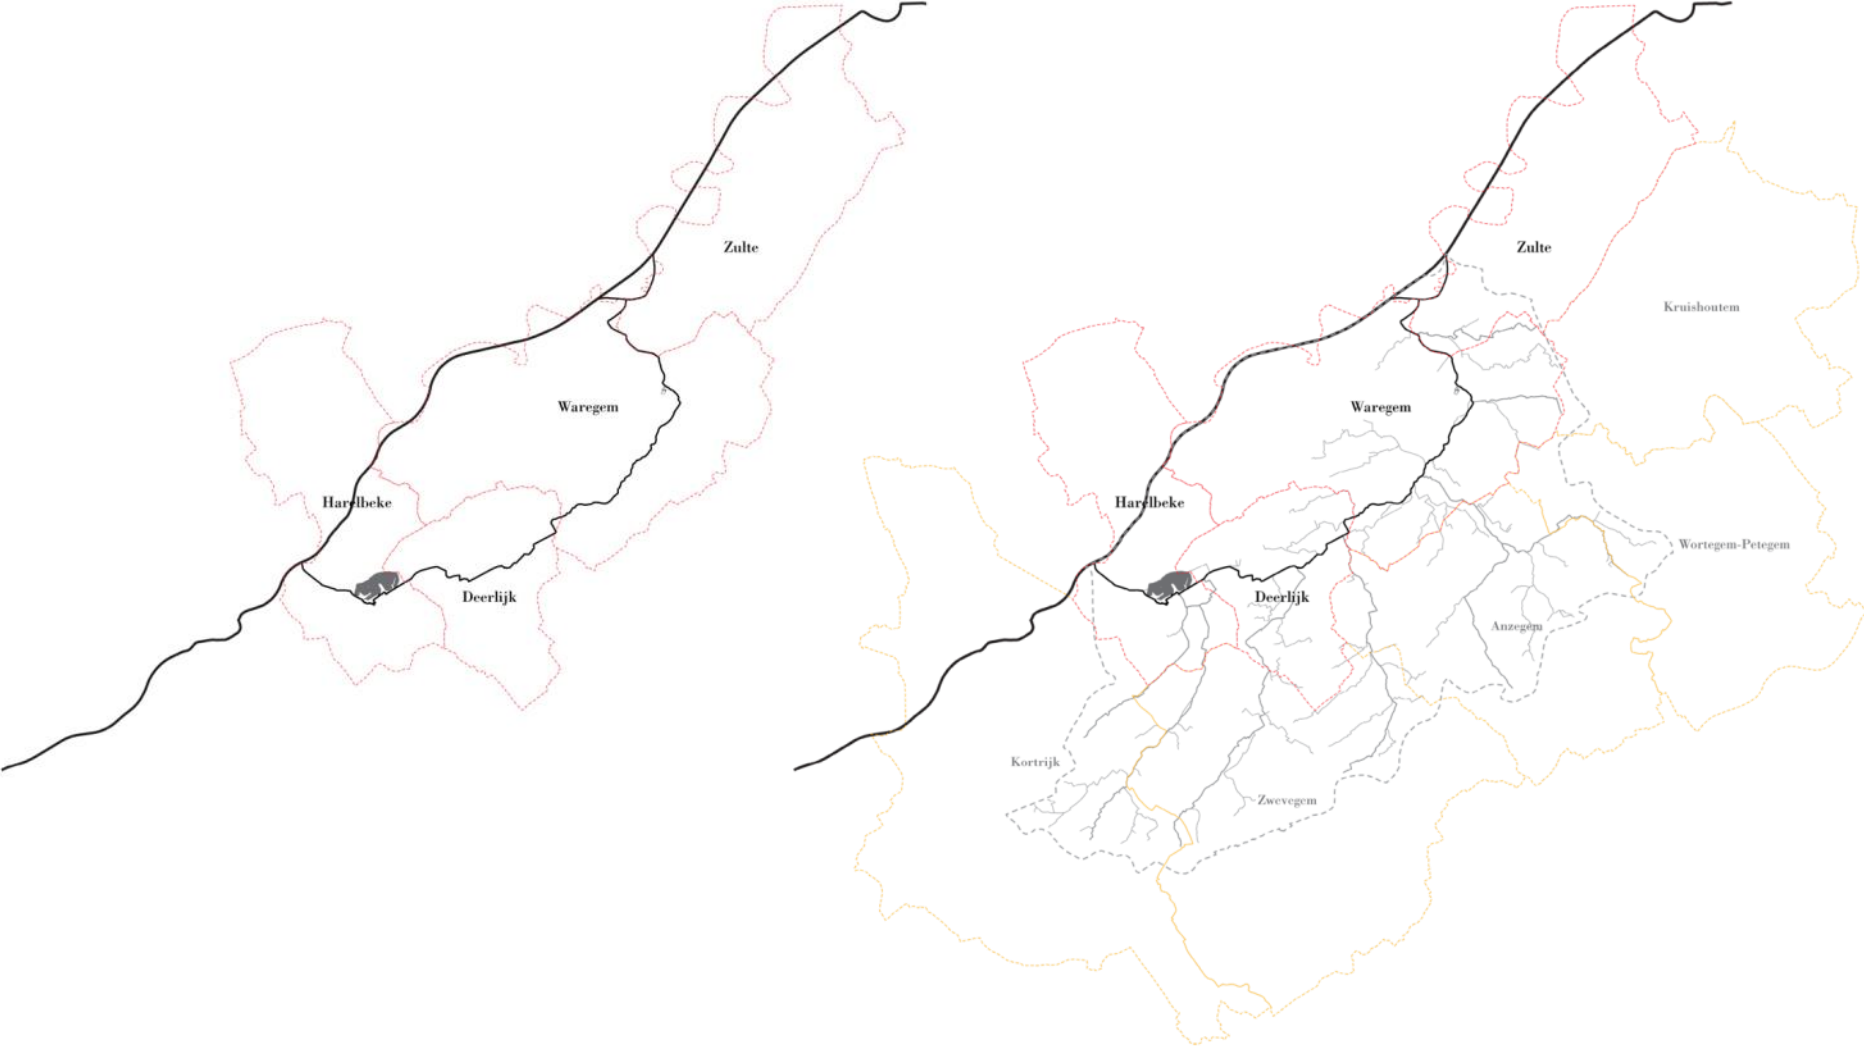 Zulte
Waregem
Harelbeke
Deerlijk
Zulte
Kruishoutem
Waregem
Harelbeke
Wortegem-Petegem
Deerlijk
Anzegem
Kortrijk
Zwevegem